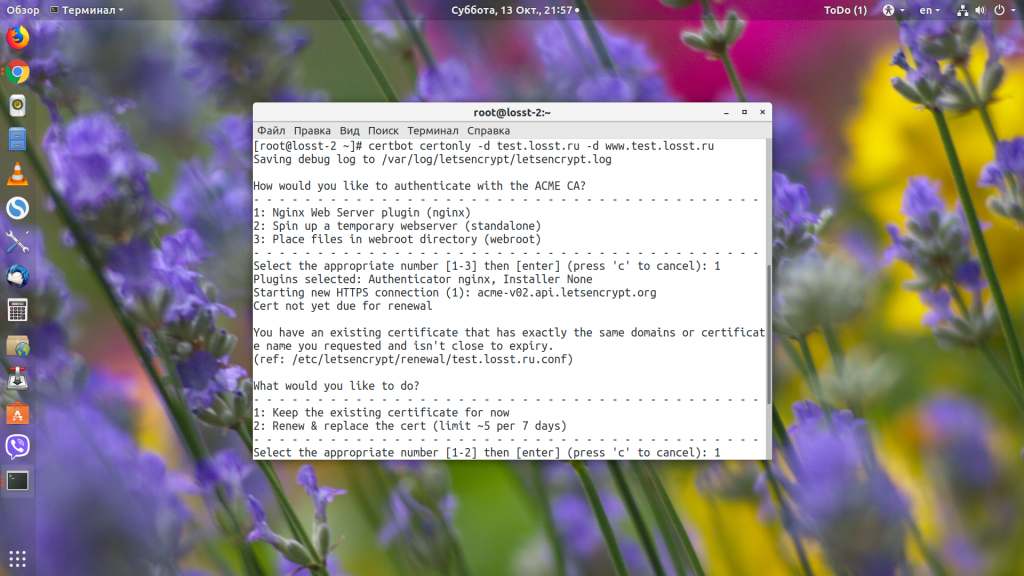 Обзор Терминал Суббота, 13 Окт., 21:57 ToDo (1) en
root@losst-2:~
Файл Правка Вид Поиск Терминал Справка
[root@losst-2 ~]# certbot certonly -d test.losst.ru -d www.test.losst.ru
Saving debug log to /var/log/letsencrypt/letsencrypt.log
How would you like to authenticate with the ACME CA?
- - - - - - - - - - - - - - - - - - - - - - - - - - - - - - - - - - - - - - - -
1: Nginx Web Server plugin (nginx)
2: Spin up a temporary webserver (standalone)
3: Place files in webroot directory (webroot)
- - - - - - - - - - - - - - - - - - - - - - - - - - - - - - - - - - - - - - - -
Select the appropriate number [1-3] then [enter] (press 'c' to cancel): 1
Plugins selected: Authenticator nginx, Installer None
Starting new HTTPS connection (1): acme-v02.api.letsencrypt.org
Cert not yet due for renewal
You have an existing certificate that has exactly the same domains or certificat
e name you requested and isn't close to expiry.
(ref: /etc/letsencrypt/renewal/test.losst.ru.conf)
What would you like to do?
- - - - - - - - - - - - - - - - - - - - - - - - - - - - - - - - - - - - - - - -
1: Keep the existing certificate for now
2: Renew & replace the cert (limit ~5 per 7 days)
- - - - - - - - - - - - - - - - - - - - - - - - - - - - - - - - - - - - - - - -
Select the appropriate number [1-2] then [enter] (press 'c' to cancel): 1